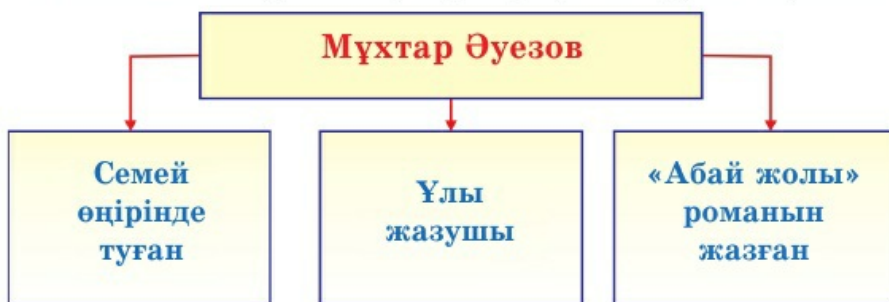 Мұхтар Әуезов
Семей
өңірінде
туған
Ұлы
жазушы
«Абай жолы»
романын
жазған